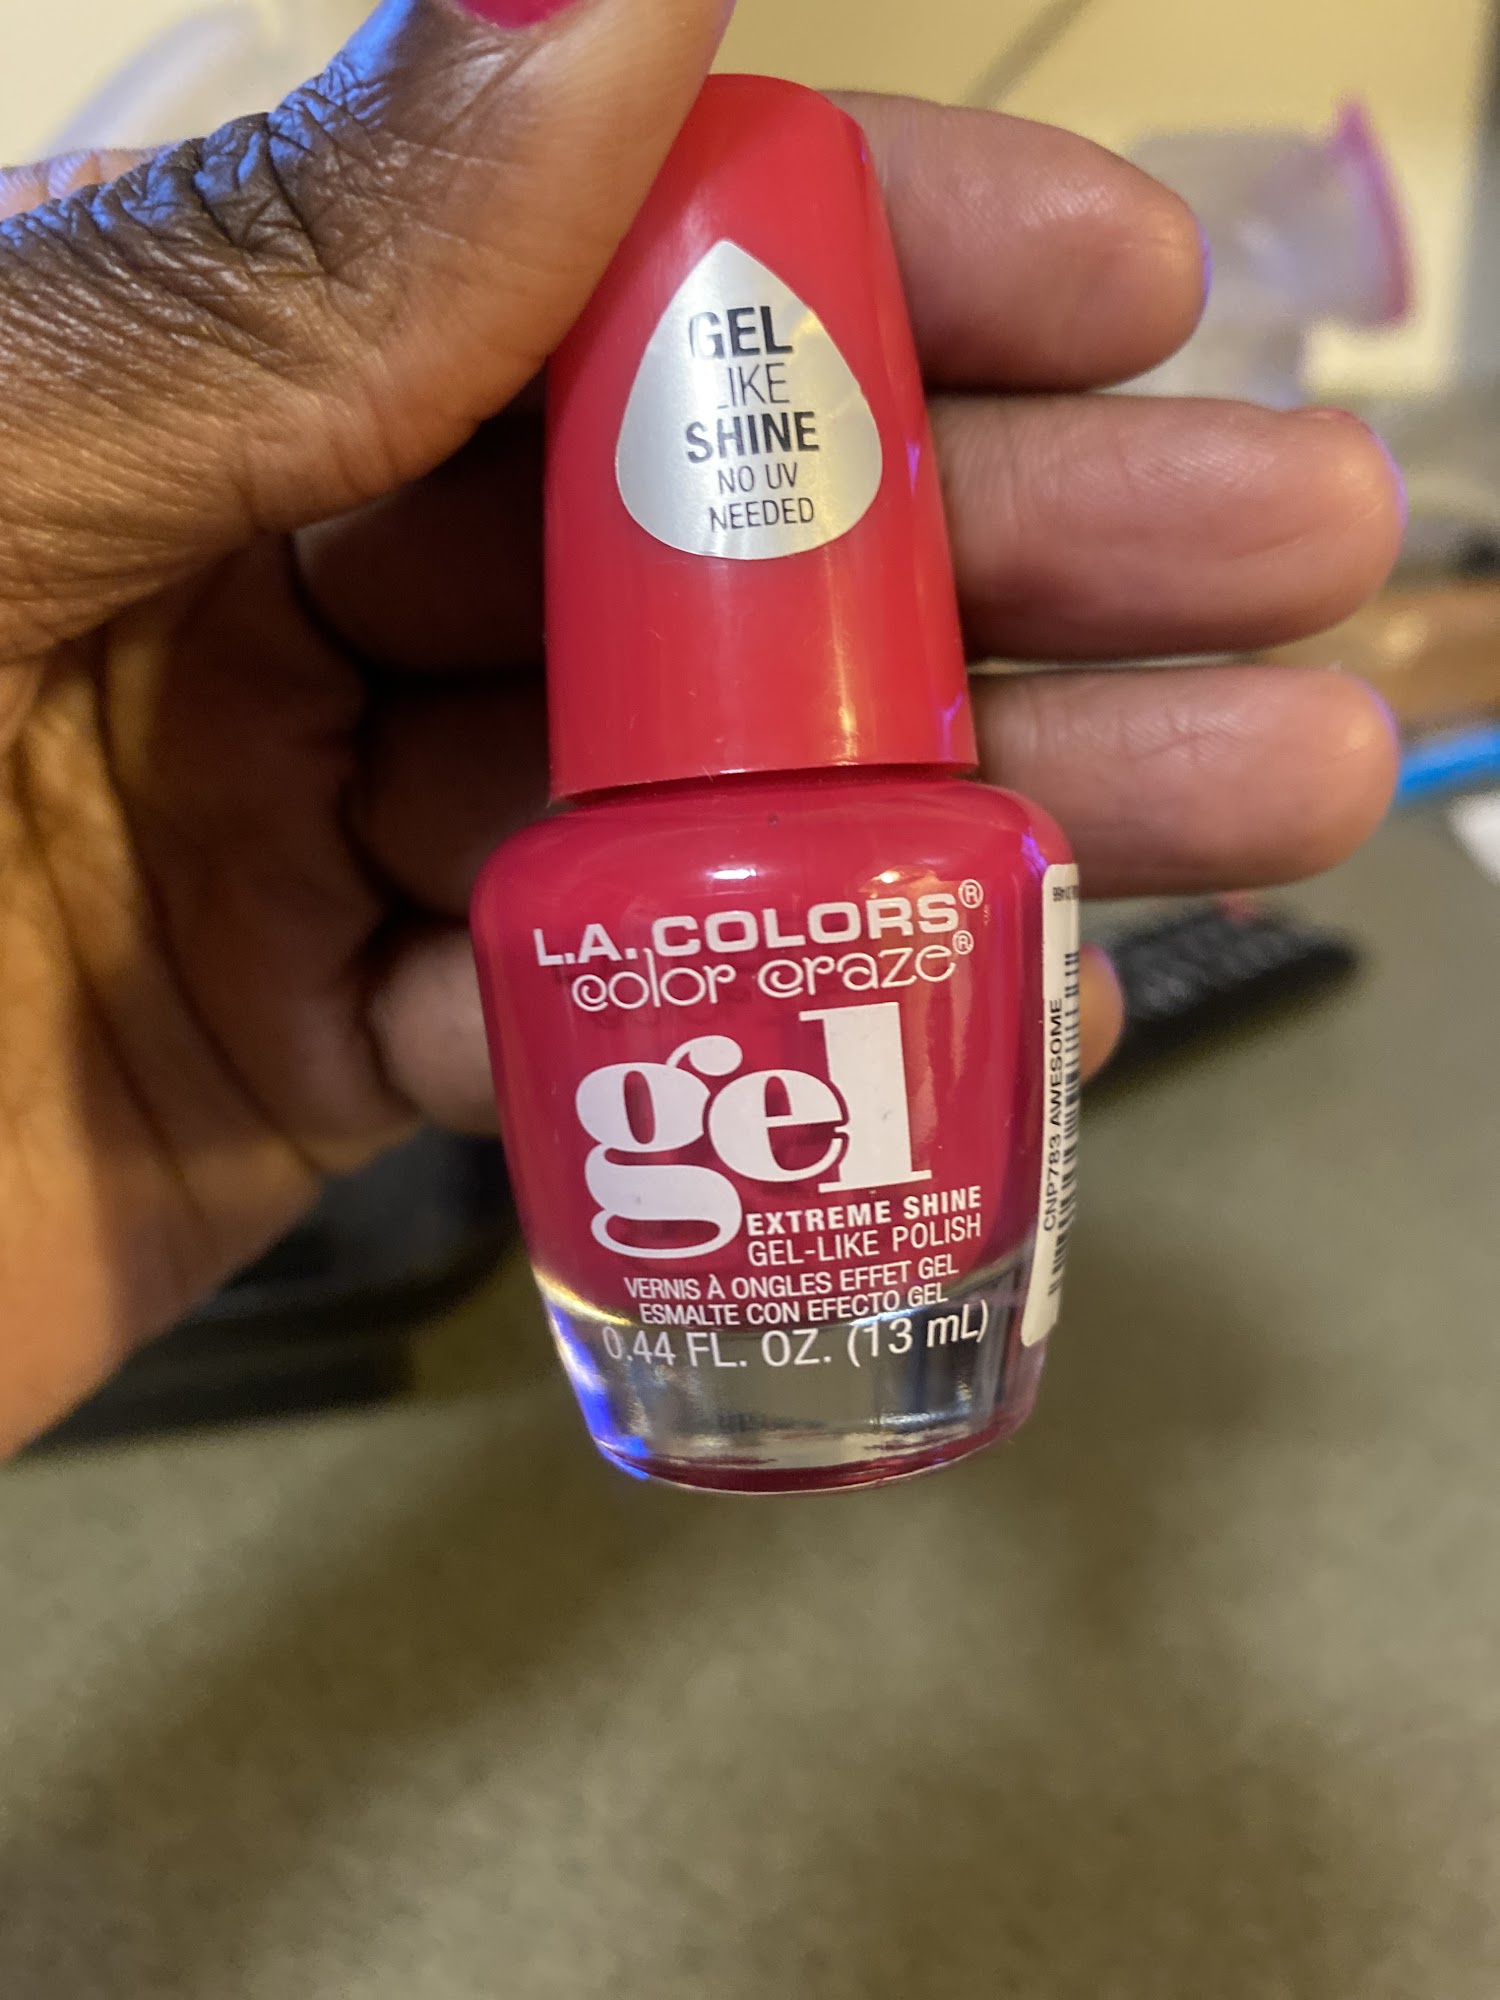 GEL
LIKE
SHINE
NO UV
NEEDED
L.A. COLORS®
color craze®
gel
EXTREME SHINE
GEL-LIKE POLISH
VERNIS À ONGLES EFFET GEL
ESMALTE CON EFECTO GEL
0.44 FL. OZ. (13 mL)
CNP783 AWESOME